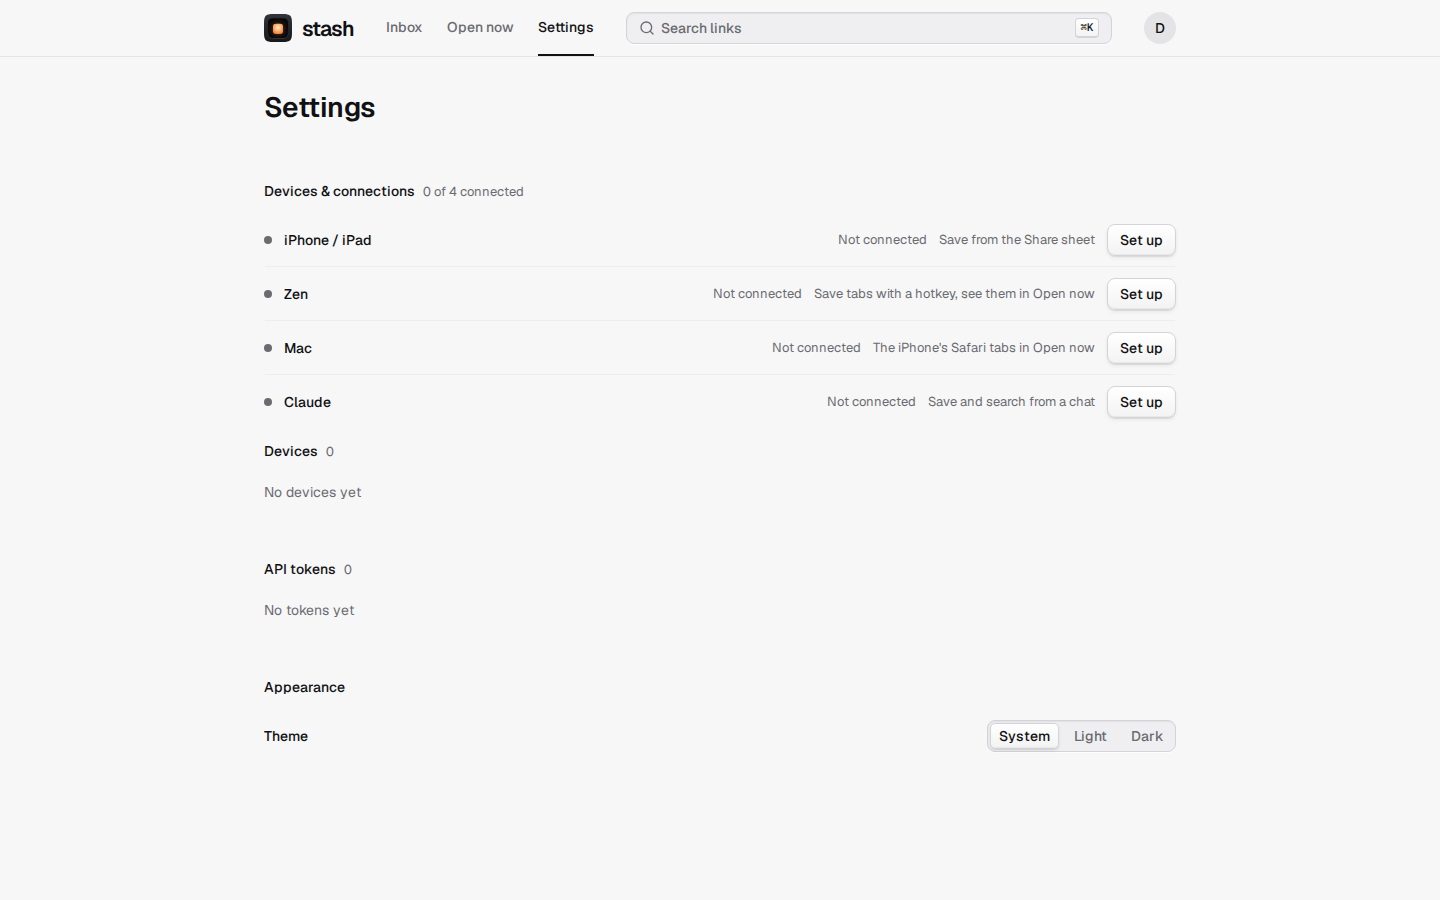 stash Inbox Open now Settings Search links ⌘K D
Settings
Devices & connections 0 of 4 connected
iPhone / iPad Not connected Save from the Share sheet Set up
Zen Not connected Save tabs with a hotkey, see them in Open now Set up
Mac Not connected The iPhone's Safari tabs in Open now Set up
Claude Not connected Save and search from a chat Set up
Devices 0
No devices yet
API tokens 0
No tokens yet
Appearance
Theme System Light Dark